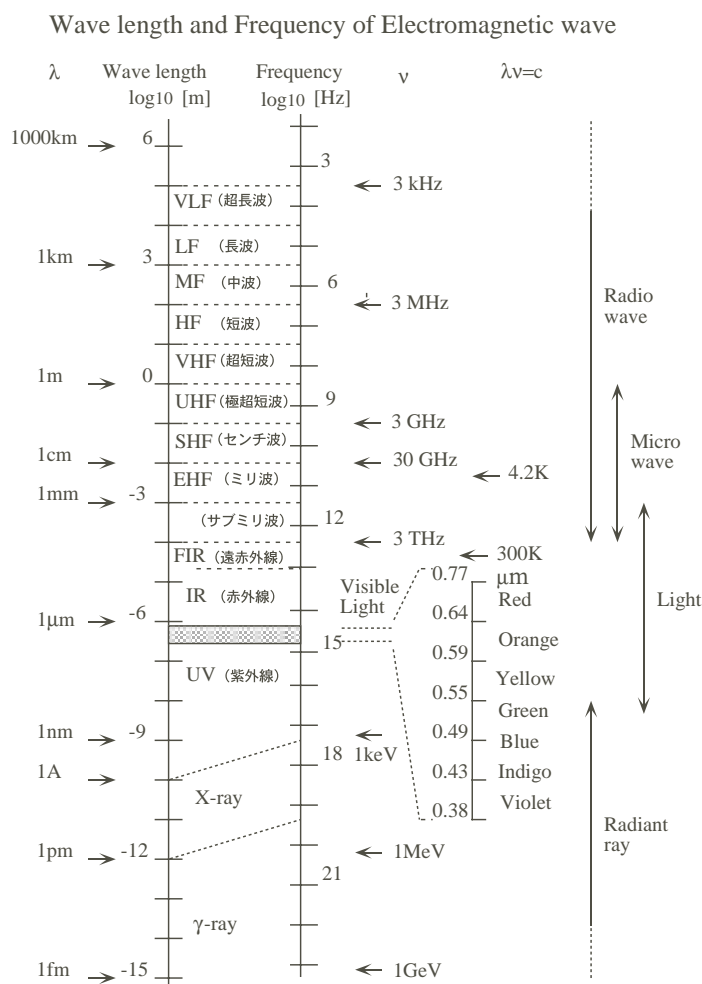 Wave length and Frequency of Electromagnetic wave
λ Wave length Frequency ν λν=c
log10 [m] log10 [Hz]
1000km 6
3
3 kHz
VLF (超長波)
LF (長波)
1km 3
MF (中波) 6
3 MHz
HF (短波)
Radio
wave
VHF (超短波)
1m 0
UHF (極超短波) 9
3 GHz
SHF (センチ波)
Micro
wave
1cm 30 GHz
EHF (ミリ波) 4.2K
1mm -3
(サブミリ波) 12
3 THz
FIR (遠赤外線) 300K
0.77 μm
IR (赤外線) Visible
Light
Red
Light
1μm -6 0.64
15 Orange
0.59
UV (紫外線) Yellow
0.55
Green
1nm -9 0.49
Blue
18 1keV
1A 0.43 Indigo
X-ray
0.38 Violet
Radiant
ray
1pm -12 1MeV
21
γ-ray
1fm -15 1GeV